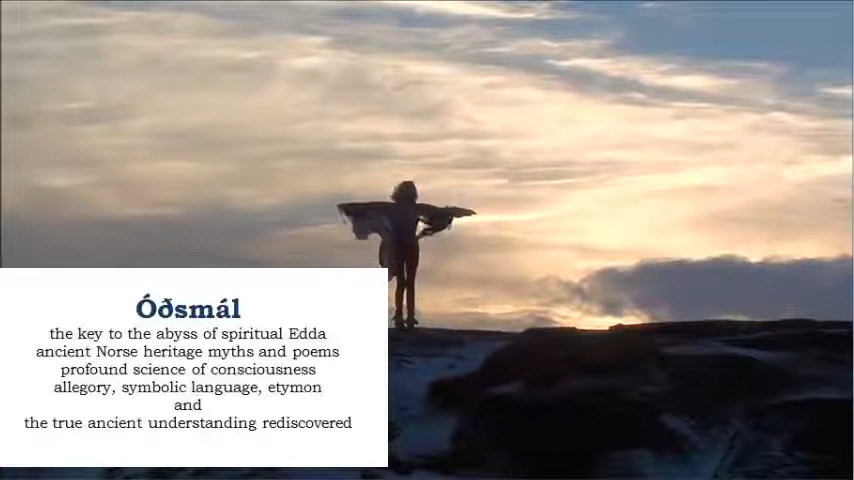 Óðsmál
the key to the abyss of spiritual Edda
ancient Norse heritage myths and poems
profound science of consciousness
allegory, symbolic language, etymon
and
the true ancient understanding rediscovered